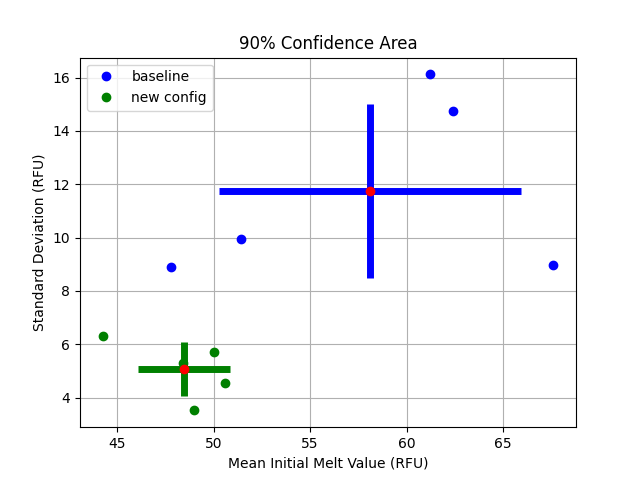 90% Confidence Area
baseline
new config
Standard Deviation (RFU)
16
14
12
10
8
6
4
45
50
55
60
65
Mean Initial Melt Value (RFU)